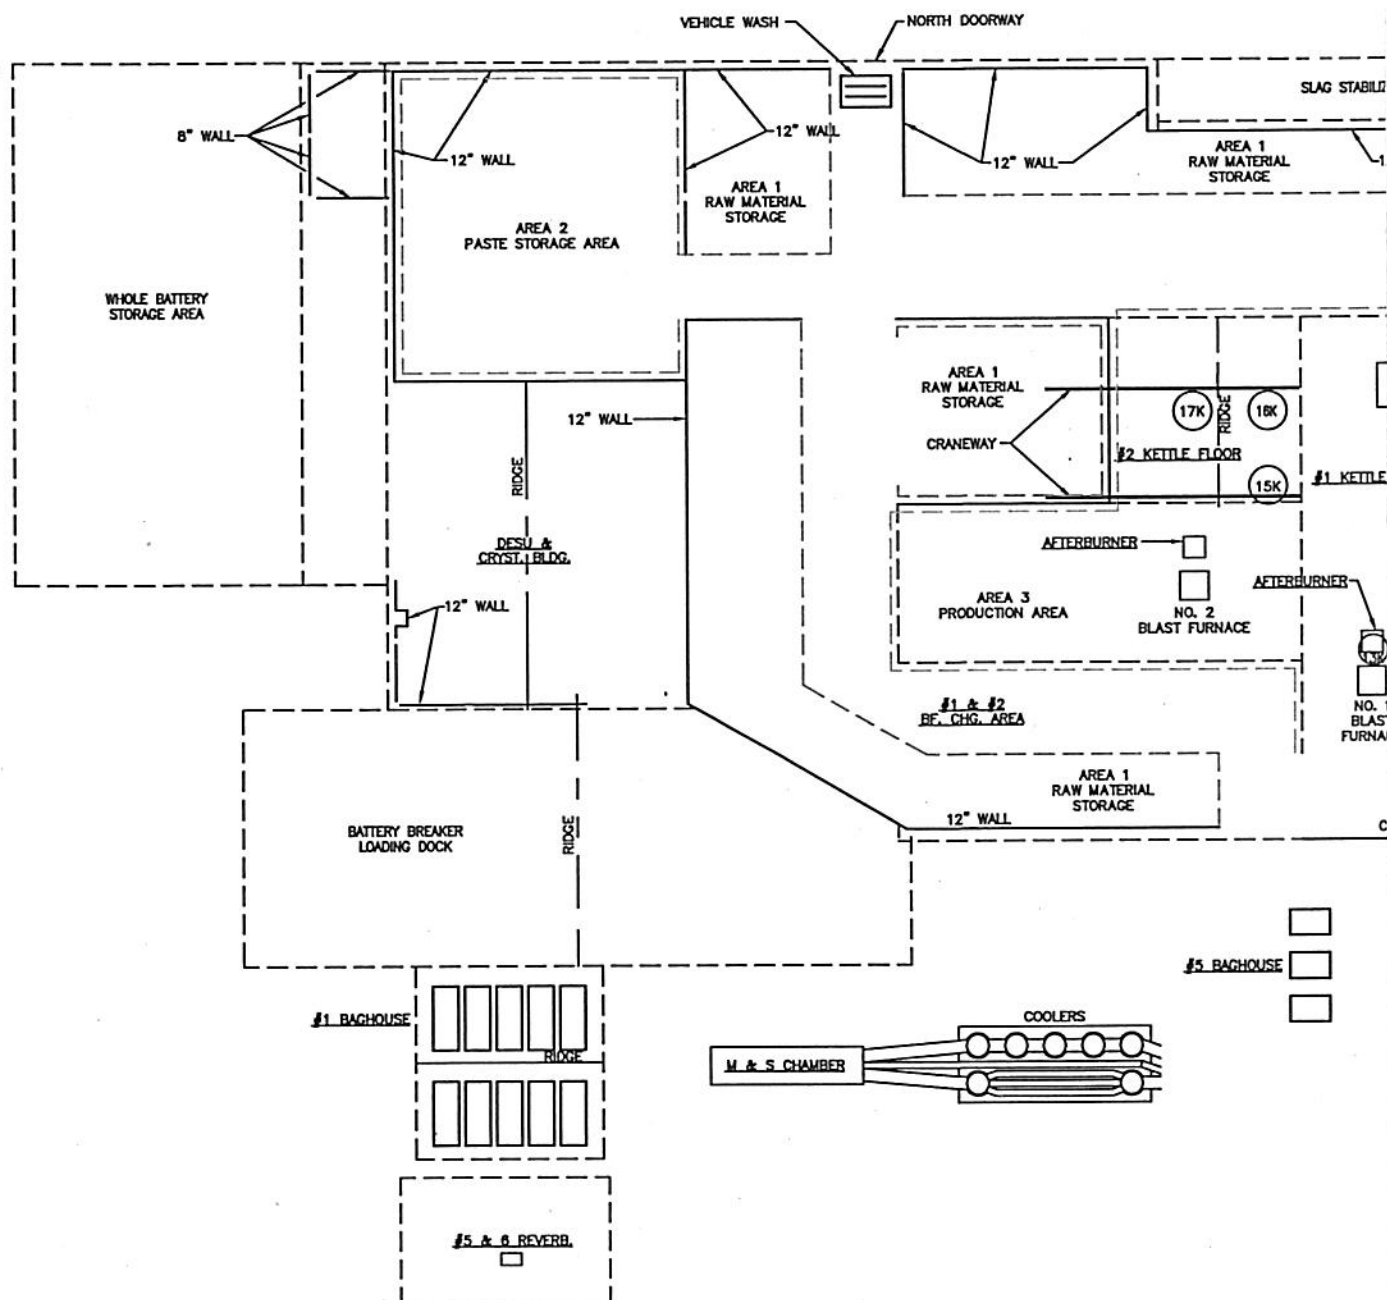 VEHICLE WASH
NORTH DOORWAY
SLAG STABILIZ
8" WALL
12" WALL
12" WALL
12" WALL
AREA 1
RAW MATERIAL
STORAGE
AREA 1
RAW MATERIAL
STORAGE
AREA 2
PASTE STORAGE AREA
WHOLE BATTERY
STORAGE AREA
AREA 1
RAW MATERIAL
STORAGE
12" WALL
CRANEWAY
17K
RIDGE
16K
#2 KETTLE FLOOR
15K
#1 KETTLE
RIDGE
DESU &
CRYST. BLDG.
AFTERBURNER
AFTERBURNER
12" WALL
AREA 3
PRODUCTION AREA
NO. 2
BLAST FURNACE
13K
NO. 1
BLAST
FURNA
#1 & #2
BF. CHG. AREA
AREA 1
RAW MATERIAL
STORAGE
12" WALL
BATTERY BREAKER
LOADING DOCK
RIDGE
C
#5 BAGHOUSE
#1 BAGHOUSE
RIDGE
COOLERS
M & S CHAMBER
#5 & 6 REVERB.